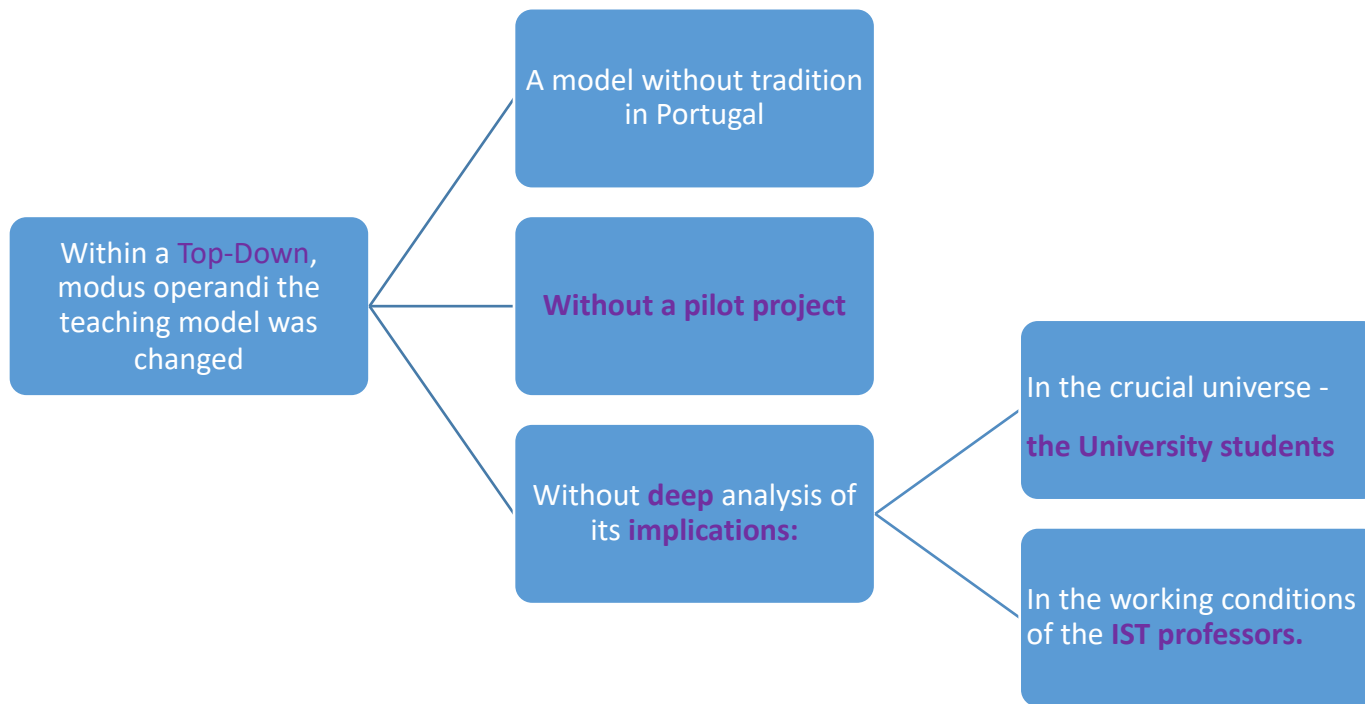 A model without tradition
in Portugal
Within a Top-Down,
modus operandi the
teaching model was
changed
Without a pilot project
Without deep analysis of
its implications:
In the crucial universe -
the University students
In the working conditions
of the IST professors.